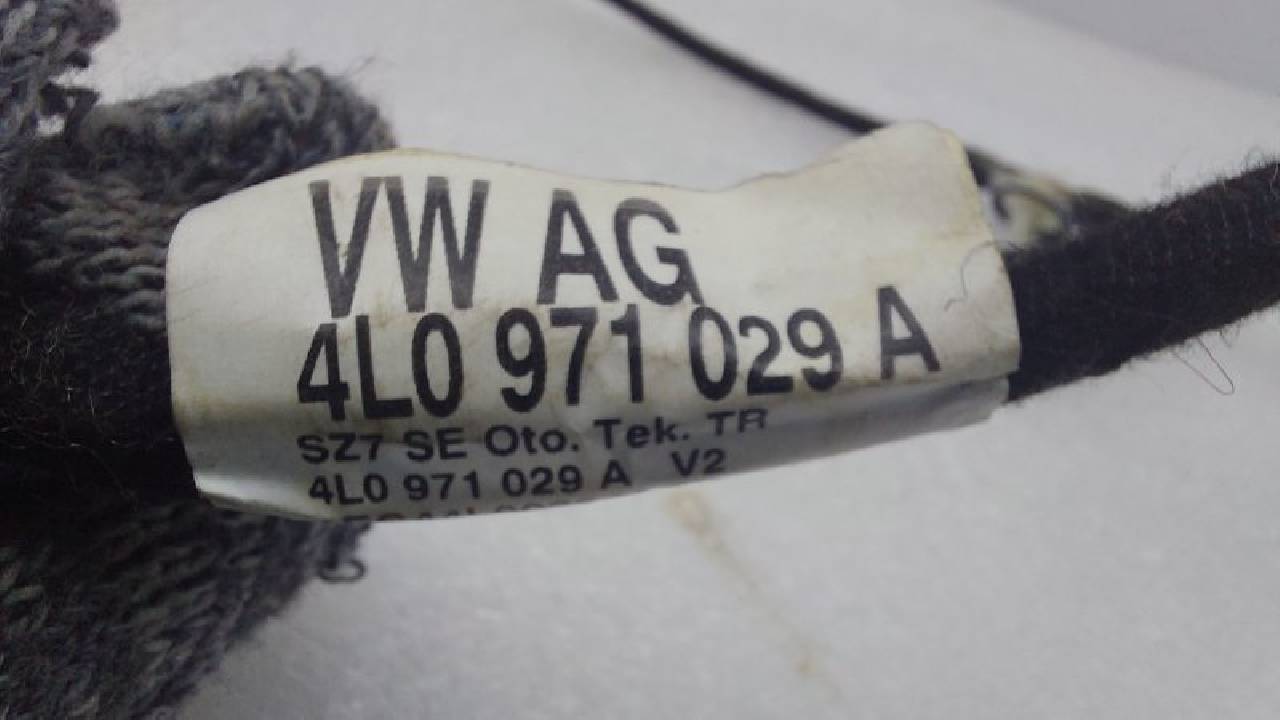 VW AG
4L0 971 029 A
SZ7 SE Oto. Tek. TR
4L0 971 029 A V2